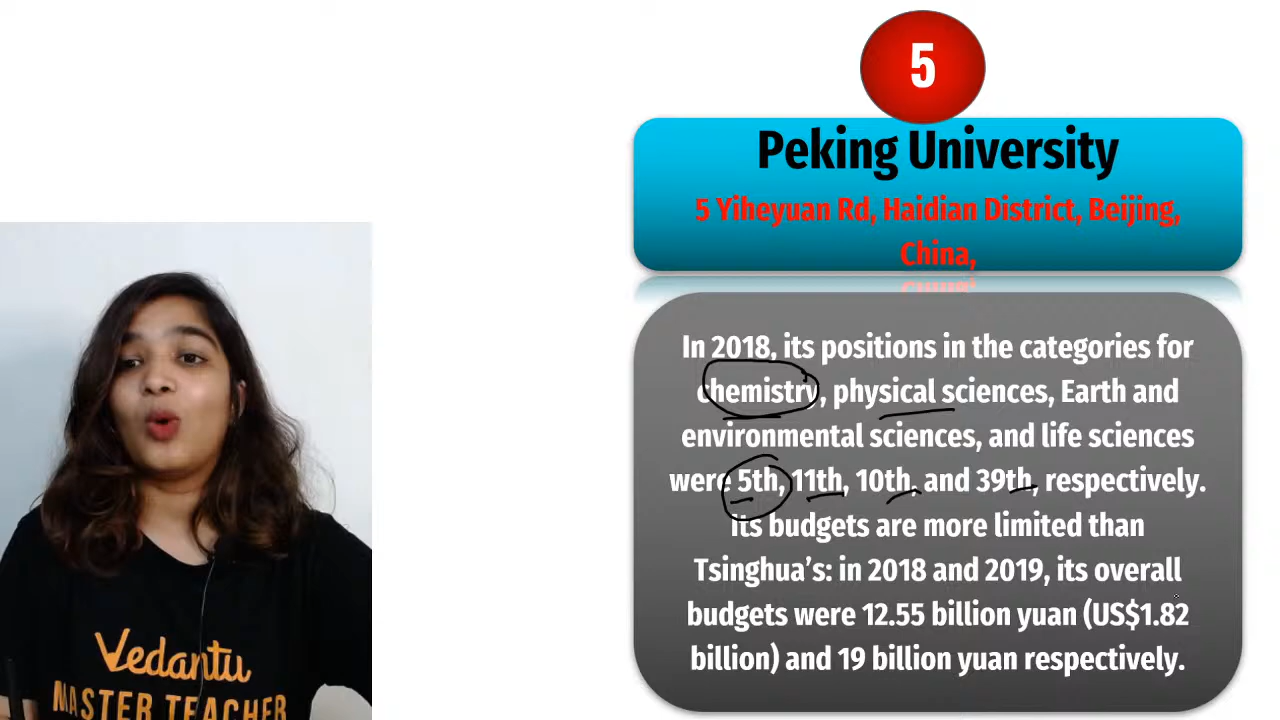 5
Peking University
5 Yiheyuan Rd, Haidian District, Beijing,
China,
In 2018, its positions in the categories for
chemistry, physical sciences, Earth and
environmental sciences, and life sciences
were 5th, 11th, 10th, and 39th, respectively.
Its budgets are more limited than
Tsinghua's: in 2018 and 2019, its overall
budgets were 12.55 billion yuan (US$1.82
billion) and 19 billion yuan respectively.
Vedantu
MASTER TEACHER